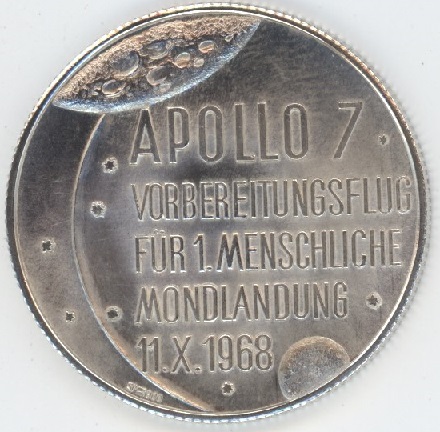 APOLLO 7
VORBEREITUNGSFLUG
FÜR 1. MENSCHLICHE
MONDLANDUNG
11.X.1968